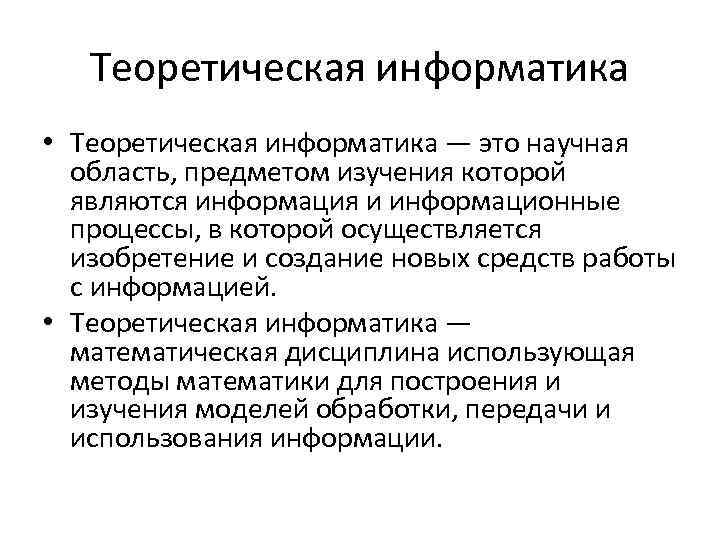 Теоретическая информатика
• Теоретическая информатика — это научная
область, предметом изучения которой
являются информация и информационные
процессы, в которой осуществляется
изобретение и создание новых средств работы
с информацией.
• Теоретическая информатика —
математическая дисциплина использующая
методы математики для построения и
изучения моделей обработки, передачи и
использования информации.